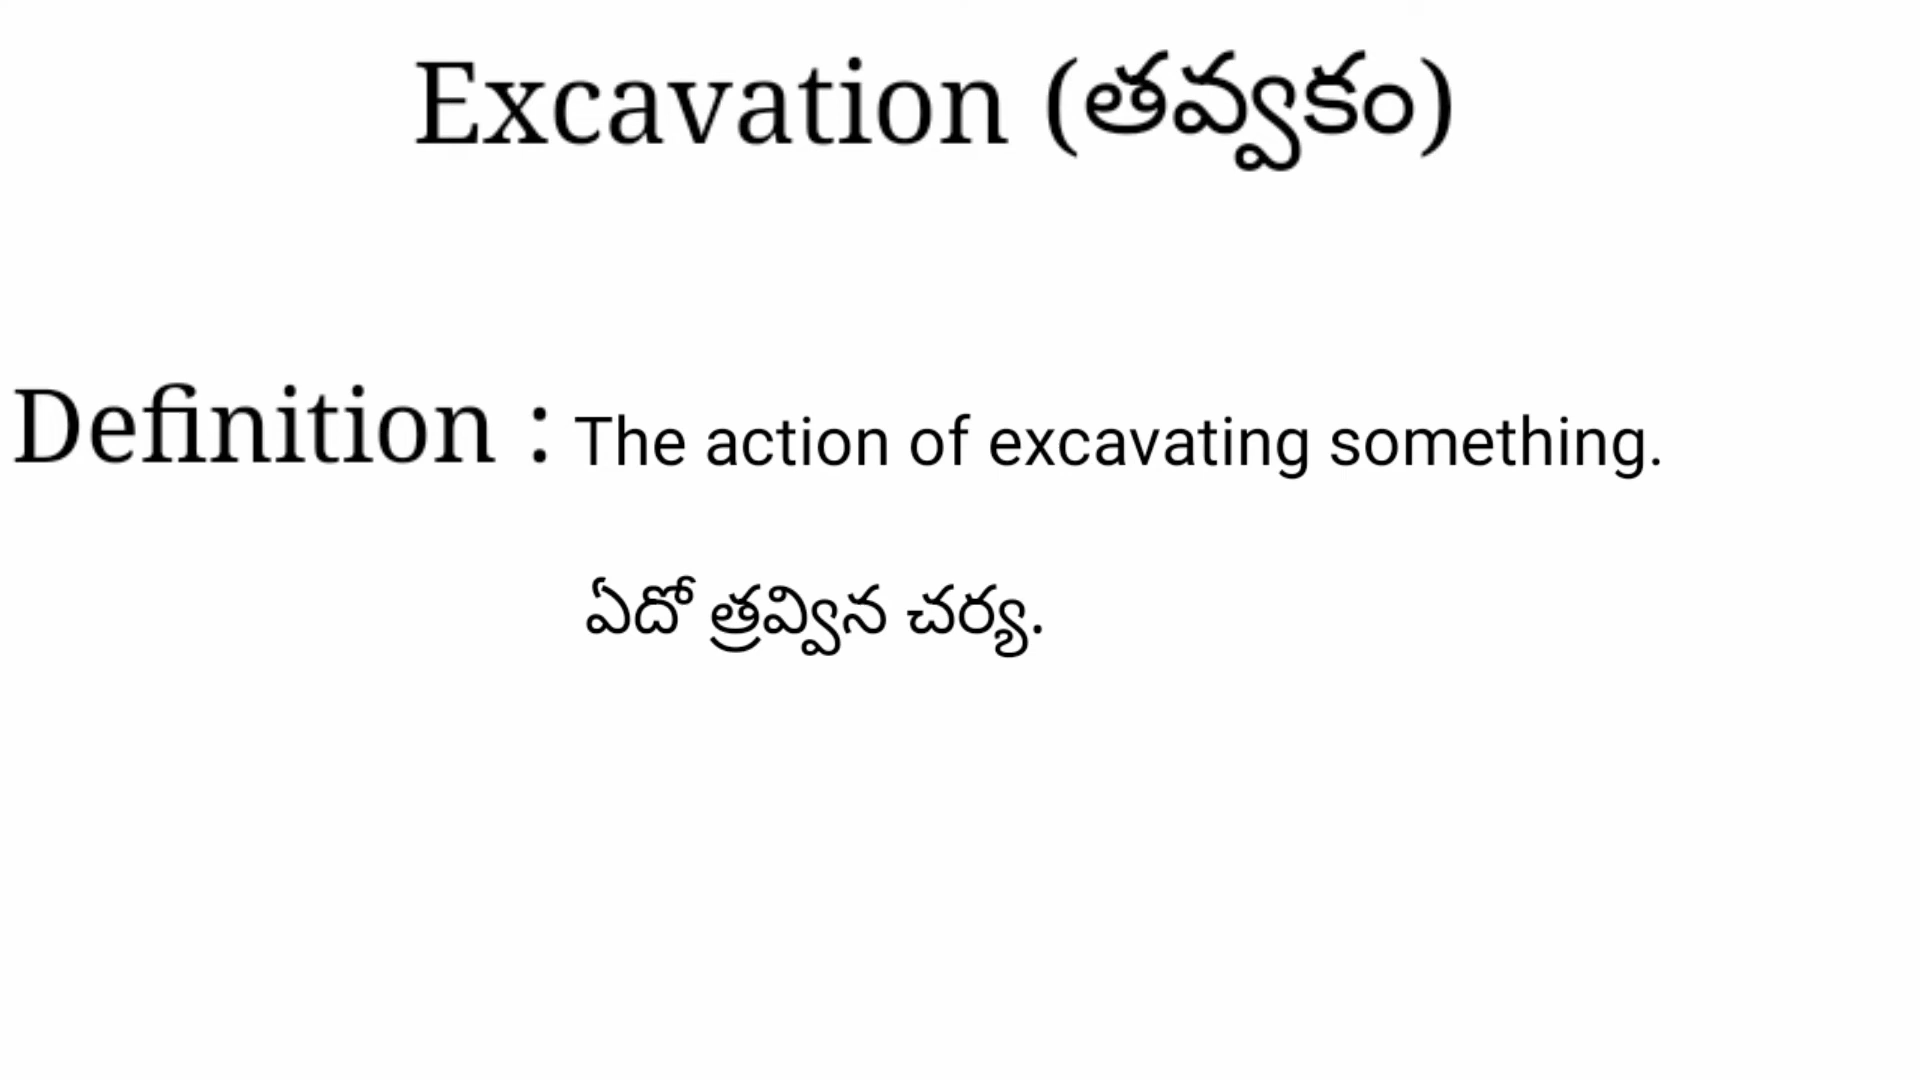 Excavation (తవ్వకం)
Definition : The action of excavating something.
ఏదో త్రవ్విన చర్య.